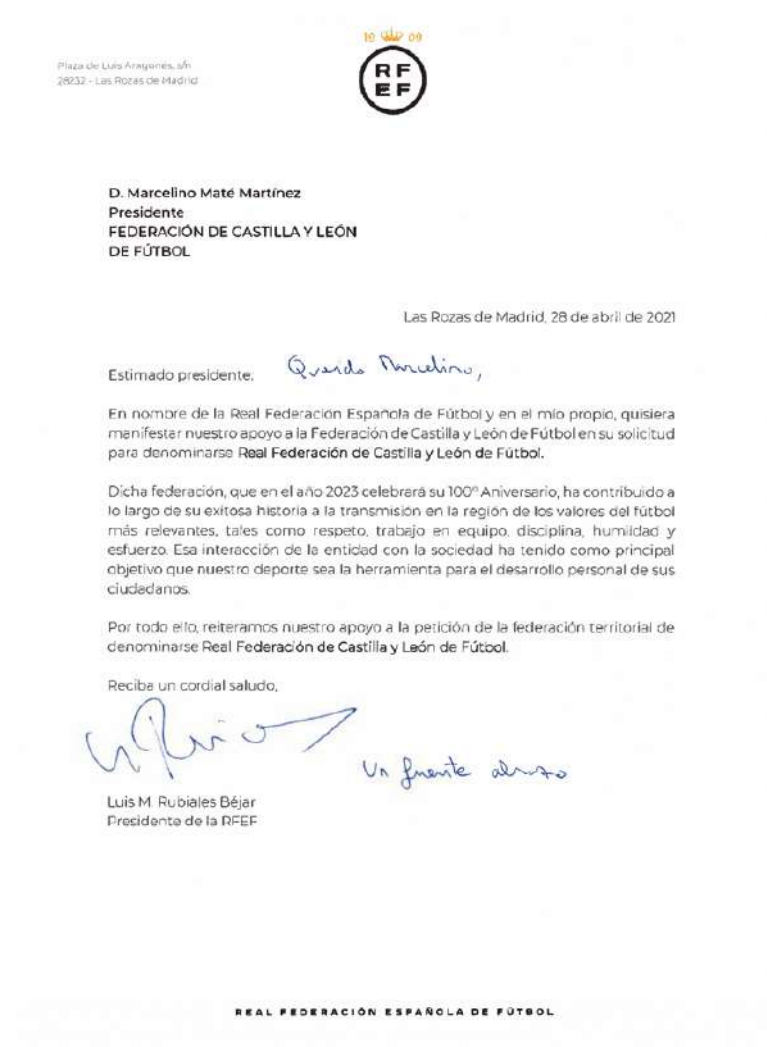 19 09
Plaza de Luis Aragonés, s/n
28232 - Las Rozas de Madrid
RF
EF
D. Marcelino Maté Martínez
Presidente
FEDERACIÓN DE CASTILLA Y LEÓN
DE FÚTBOL
Las Rozas de Madrid, 28 de abril de 2021
Estimado presidente: Querido Marcelino,
En nombre de la Real Federación Española de Fútbol y en el mío propio, quisiera
manifestar nuestro apoyo a la Federación de Castilla y León de Fútbol en su solicitud
para denominarse Real Federación de Castilla y León de Fútbol.
Dicha federación, que en el año 2023 celebrará su 100º Aniversario, ha contribuido a
lo largo de su exitosa historia a la transmisión en la región de los valores del fútbol
más relevantes, tales como respeto, trabajo en equipo, disciplina, humildad y
esfuerzo. Esa interacción de la entidad con la sociedad ha tenido como principal
objetivo que nuestro deporte sea la herramienta para el desarrollo personal de sus
ciudadanos.
Por todo ello, reiteramos nuestro apoyo a la petición de la federación territorial de
denominarse Real Federación de Castilla y León de Fútbol.
Reciba un cordial saludo,
Un fuerte abrazo
Luis M. Rubiales Béjar
Presidente de la RFEF
REAL FEDERACIÓN ESPAÑOLA DE FÚTBOL